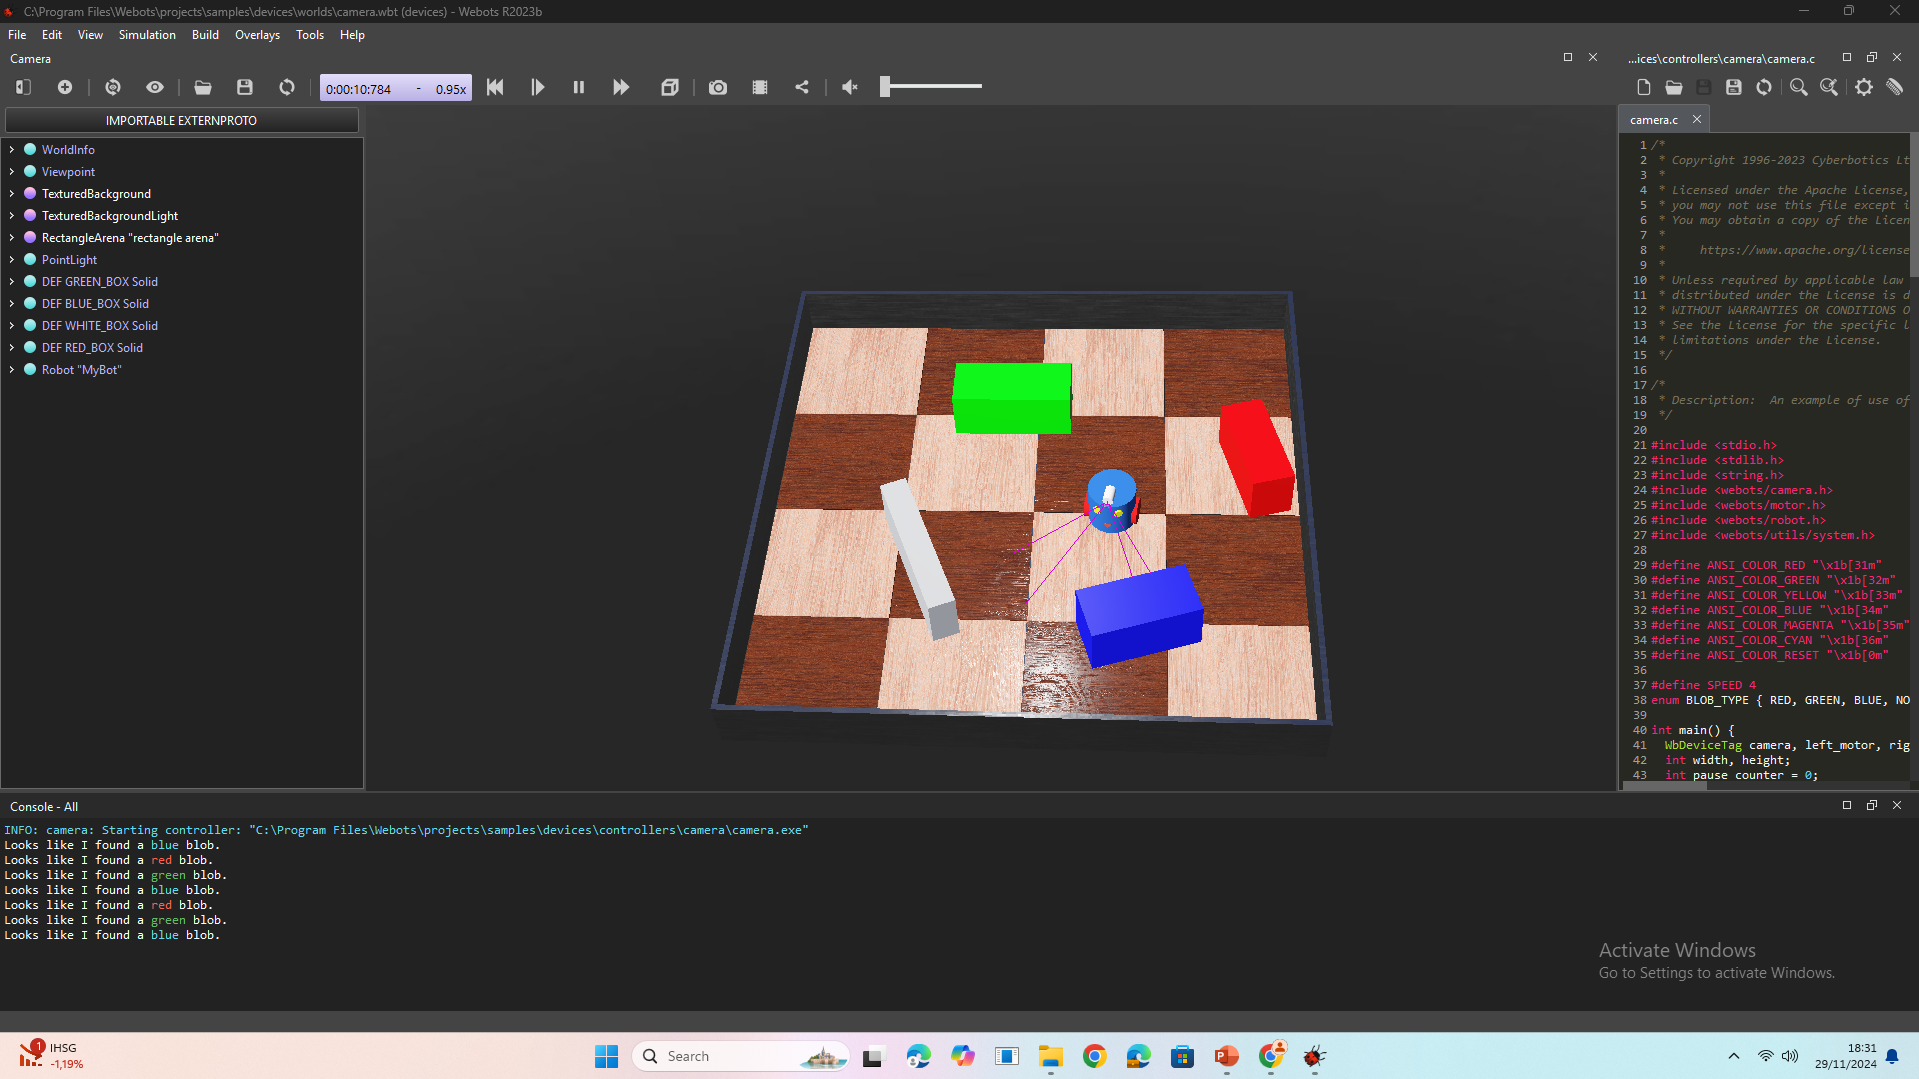 C:\Program Files\Webots\projects\samples\devices\worlds\camera.wbt (devices) - Webots R2023b
File Edit View Simulation Build Overlays Tools Help
Camera
...ices\controllers\camera\camera.c
0:00:10:784 - 0.95x
IMPORTABLE EXTERNPROTO
WorldInfo
Viewpoint
TexturedBackground
TexturedBackgroundLight
RectangleArena "rectangle arena"
PointLight
DEF GREEN_BOX Solid
DEF BLUE_BOX Solid
DEF WHITE_BOX Solid
DEF RED_BOX Solid
Robot "MyBot"
camera.c
1 /*
2 * Copyright 1996-2023 Cyberbotics Lt
3 *
4 * Licensed under the Apache License,
5 * you may not use this file except i
6 * You may obtain a copy of the Licen
7 *
8 * https://www.apache.org/license
9 *
10 * Unless required by applicable law
11 * distributed under the License is d
12 * WITHOUT WARRANTIES OR CONDITIONS O
13 * See the License for the specific l
14 * limitations under the License.
15 */
16
17 /*
18 * Description: An example of use of
19 */
20
21 #include <stdio.h>
22 #include <stdlib.h>
23 #include <string.h>
24 #include <webots/camera.h>
25 #include <webots/motor.h>
26 #include <webots/robot.h>
27 #include <webots/utils/system.h>
28
29 #define ANSI_COLOR_RED "\x1b[31m"
30 #define ANSI_COLOR_GREEN "\x1b[32m"
31 #define ANSI_COLOR_YELLOW "\x1b[33m"
32 #define ANSI_COLOR_BLUE "\x1b[34m"
33 #define ANSI_COLOR_MAGENTA "\x1b[35m"
34 #define ANSI_COLOR_CYAN "\x1b[36m"
35 #define ANSI_COLOR_RESET "\x1b[0m"
36
37 #define SPEED 4
38 enum BLOB_TYPE { RED, GREEN, BLUE, NO
39
40 int main() {
41 WbDeviceTag camera, left_motor, rig
42 int width, height;
43 int pause_counter = 0;
Console - All
INFO: camera: Starting controller: "C:\Program Files\Webots\projects\samples\devices\controllers\camera\camera.exe"
Looks like I found a blue blob.
Looks like I found a red blob.
Looks like I found a green blob.
Looks like I found a blue blob.
Looks like I found a red blob.
Looks like I found a green blob.
Looks like I found a blue blob.
Activate Windows
Go to Settings to activate Windows.
1
IHSG
-1,19%
Search
18:31
29/11/2024